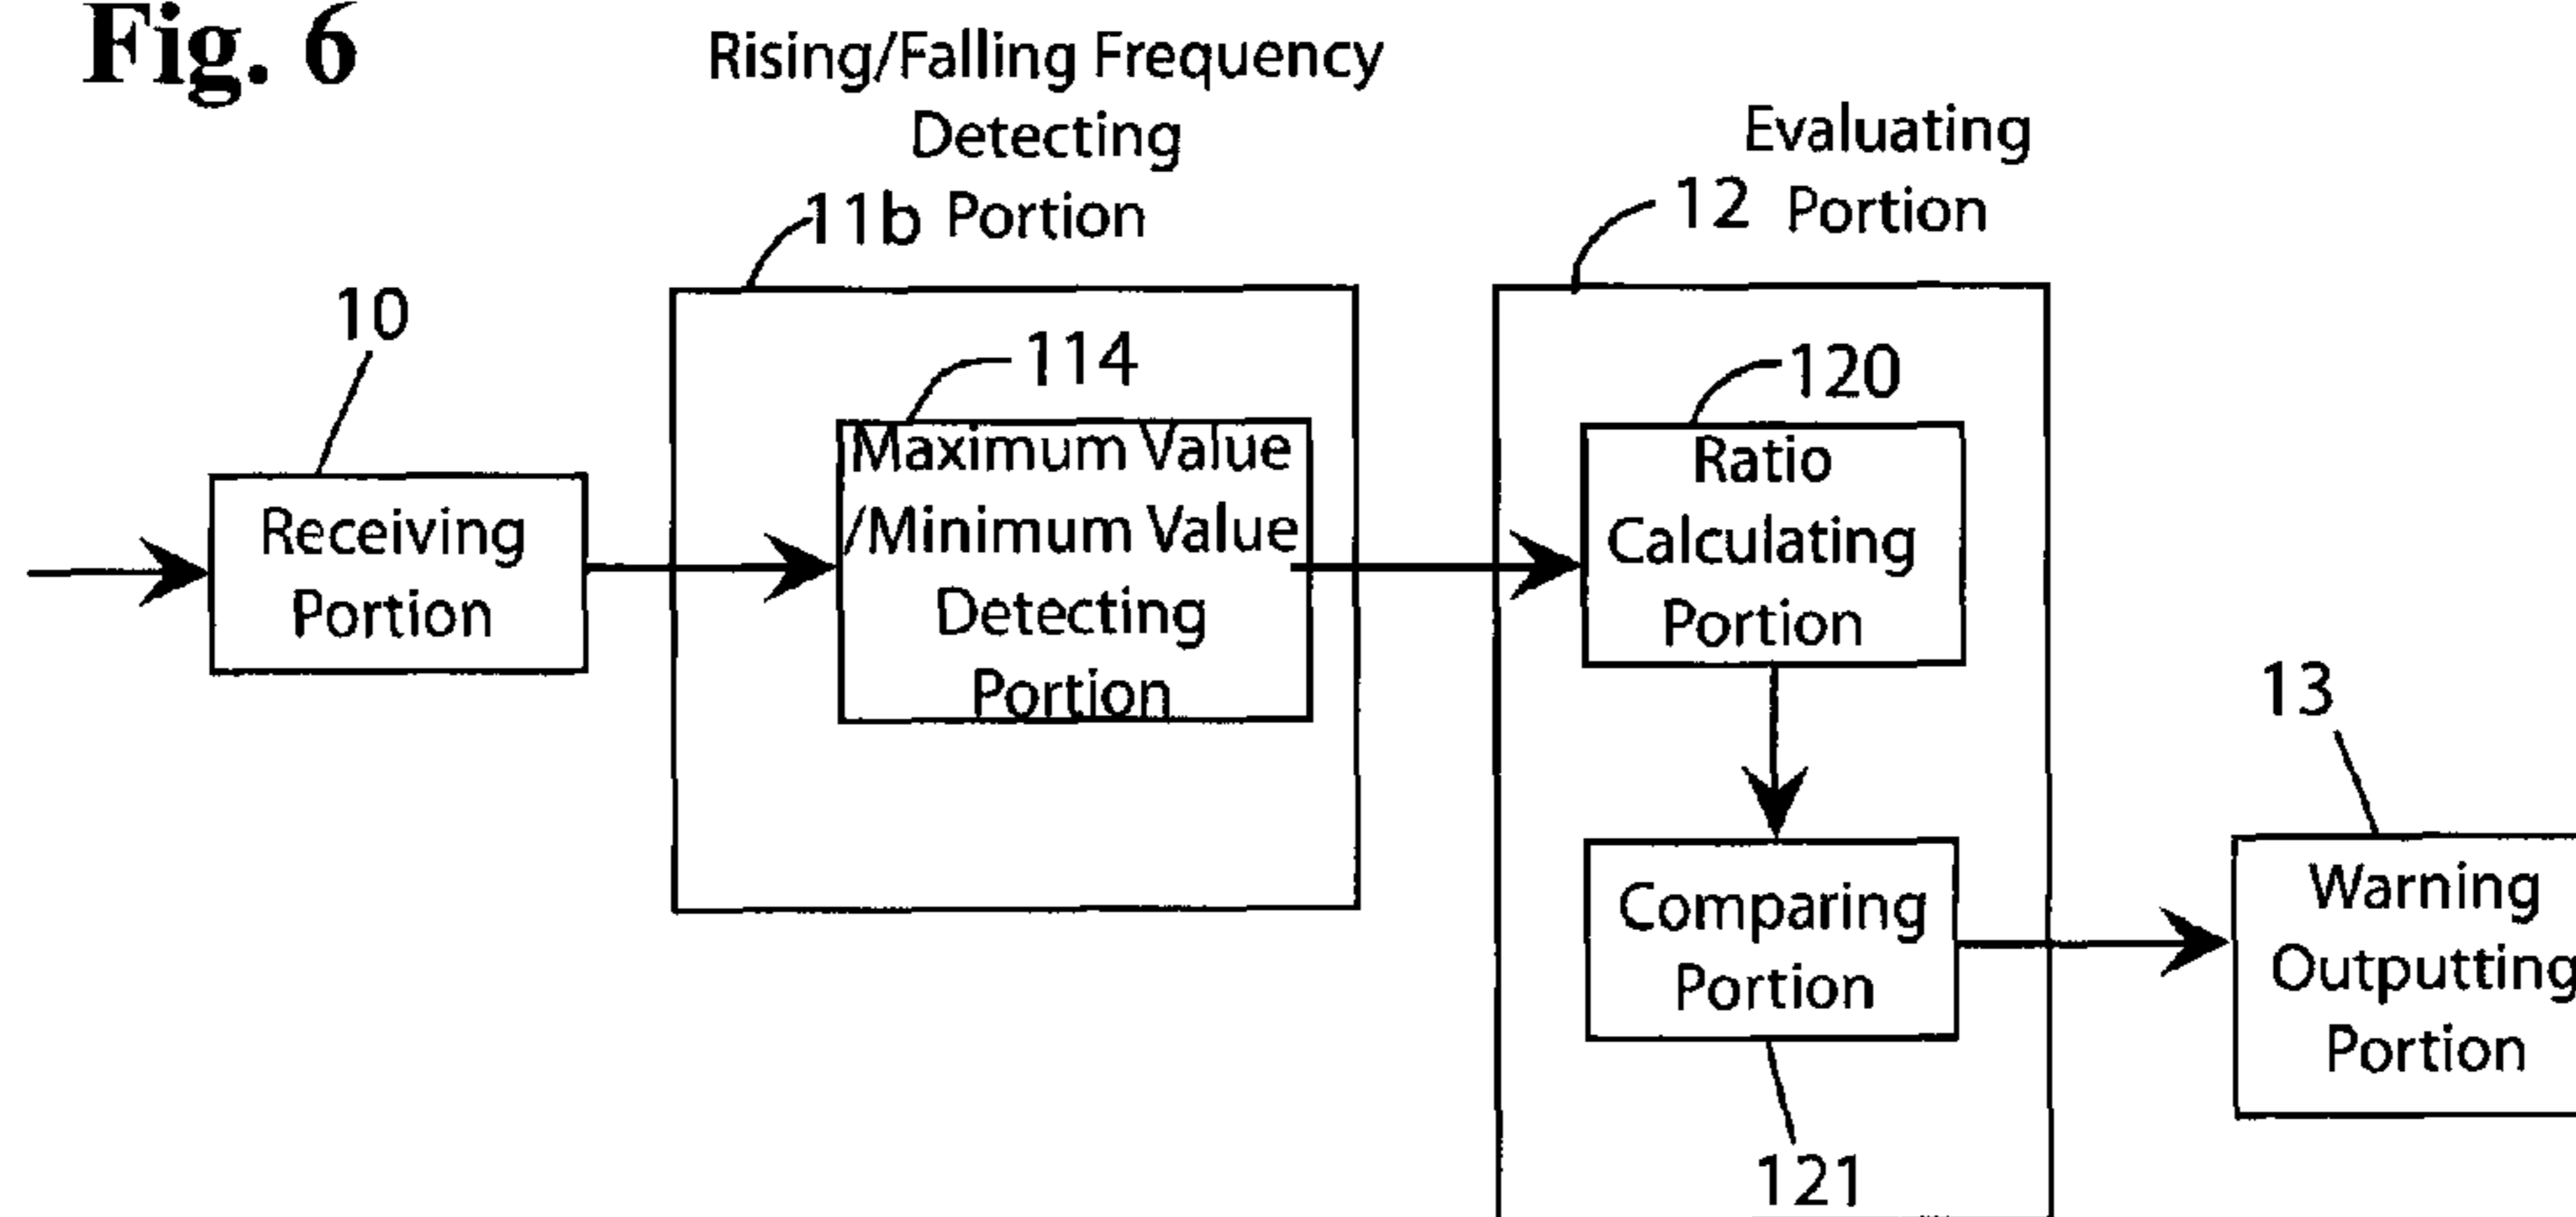 Fig. 6
Rising/Falling Frequency
Detecting
11b Portion
Evaluating
12 Portion
10
Receiving
Portion
114
Maximum Value
/Minimum Value
Detecting
Portion
120
Ratio
Calculating
Portion
Comparing
Portion
121
13
Warning
Outputting
Portion